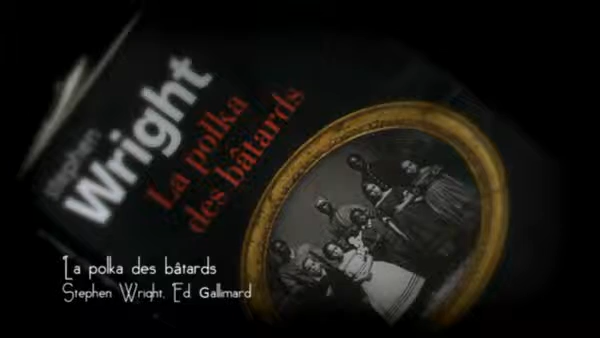 Stephen
Wright
La polka
des bâtards
La polka des bâtards
Stephen Wright, Ed. Gallimard